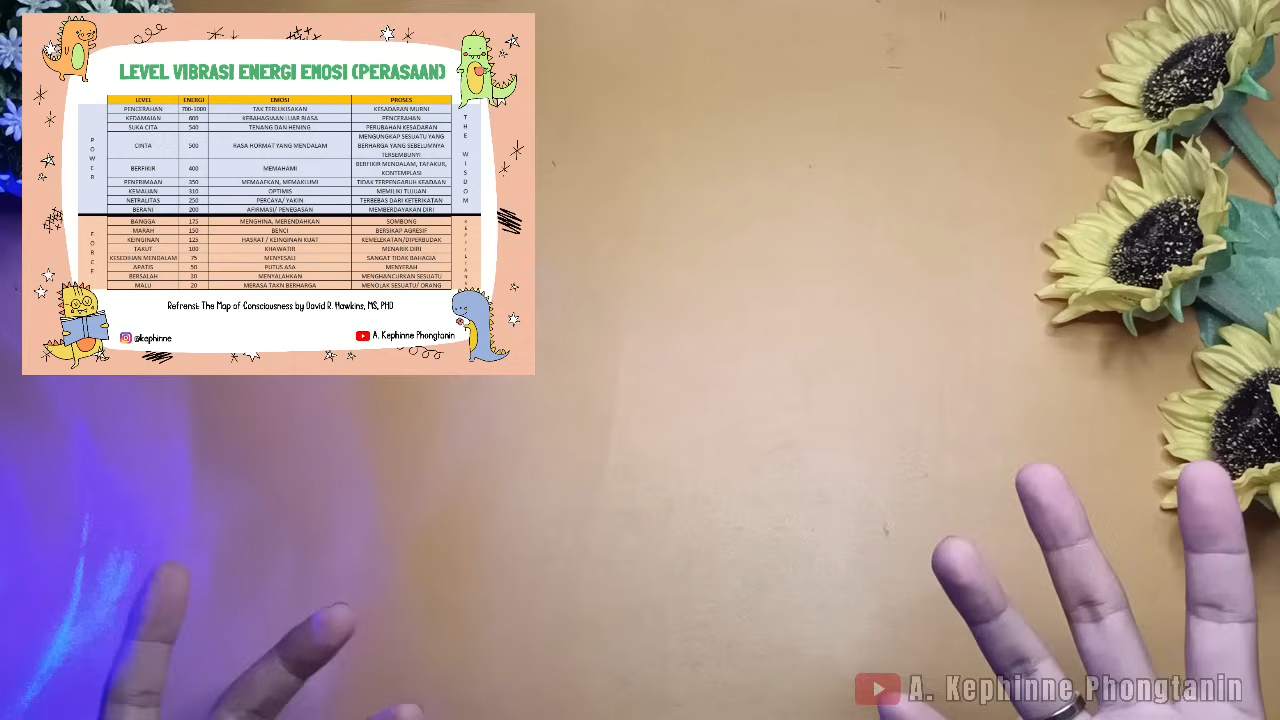 LEVEL VIBRASI ENERGI EMOSI (PERASAAN)
LEVEL ENERGI EMOSI PROSES
PENCERAHAN 700-1000 TAK TERLUKISAKAN KESADARAN MURNI
KEDAMAIAN 600 KEBAHAGIAAN LUAR BIASA PENCERAHAN
SUKA CITA 540 TENANG DAN HENING PERUBAHAN KESADARAN
CINTA 500 RASA HORMAT YANG MENDALAM MENGUNGKAP SESUATU YANG
BERHARGA YANG SEBELUMNYA
TERSEMBUNYI
BERFIKIR 400 MEMAHAMI BERFIKIR MENDALAM, TAFAKUR,
KONTEMPLASI
PENERIMAAN 350 MEMAAFKAN, MEMAKLUMI TIDAK TERPENGARUH KEADAAN
KEMAUAN 310 OPTIMIS MEMILIKI TUJUAN
NETRALITAS 250 PERCAYA/ YAKIN TERBEBAS DARI KETERIKATAN
BERANI 200 AFIRMASI/ PENEGASAN MEMBERDAYAKAN DIRI
BANGGA 175 MENGHINA, MERENDAHKAN SOMBONG
MARAH 150 BENCI BERSIKAP AGRESIF
KEINGINAN 125 HASRAT / KEINGINAN KUAT KEMELEKATAN/DIPERBUDAK
TAKUT 100 KHAWATIR MENARIK DIRI
KESEDIHAN MENDALAM 75 MENYESALI SANGAT TIDAK BAHAGIA
APATIS 50 PUTUS ASA MENYERAH
BERSALAH 30 MENYALAHKAN MENGHANCURKAN SESUATU
MALU 20 MERASA TAKN BERHARGA MENOLAK SESUATU/ ORANG
POWER
FORCE
THE WISDOM
Refrensi: The Map of Consciousness by David R. Hawkins, MS, PHD
@kephinne
A. Kephinne Phongtanin
A. Kephinne Phongtanin